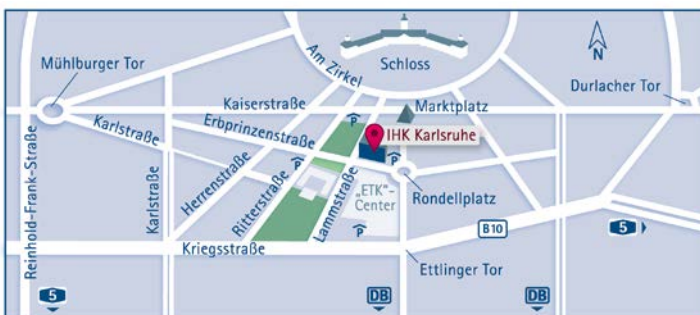 Mühlburger Tor
Am Zirkel
Schloss
N
Durlacher Tor
Kaiserstraße
Marktplatz
Karlstraße
Erbprinzenstraße
P
IHK Karlsruhe
P
P
Reinhold-Frank-Straße
Karlstraße
Herrenstraße
Ritterstraße
Lammstraße
„ETK"-
Center
Rondellplatz
P
B10
5
Kriegsstraße
Ettlinger Tor
5
DB
DB